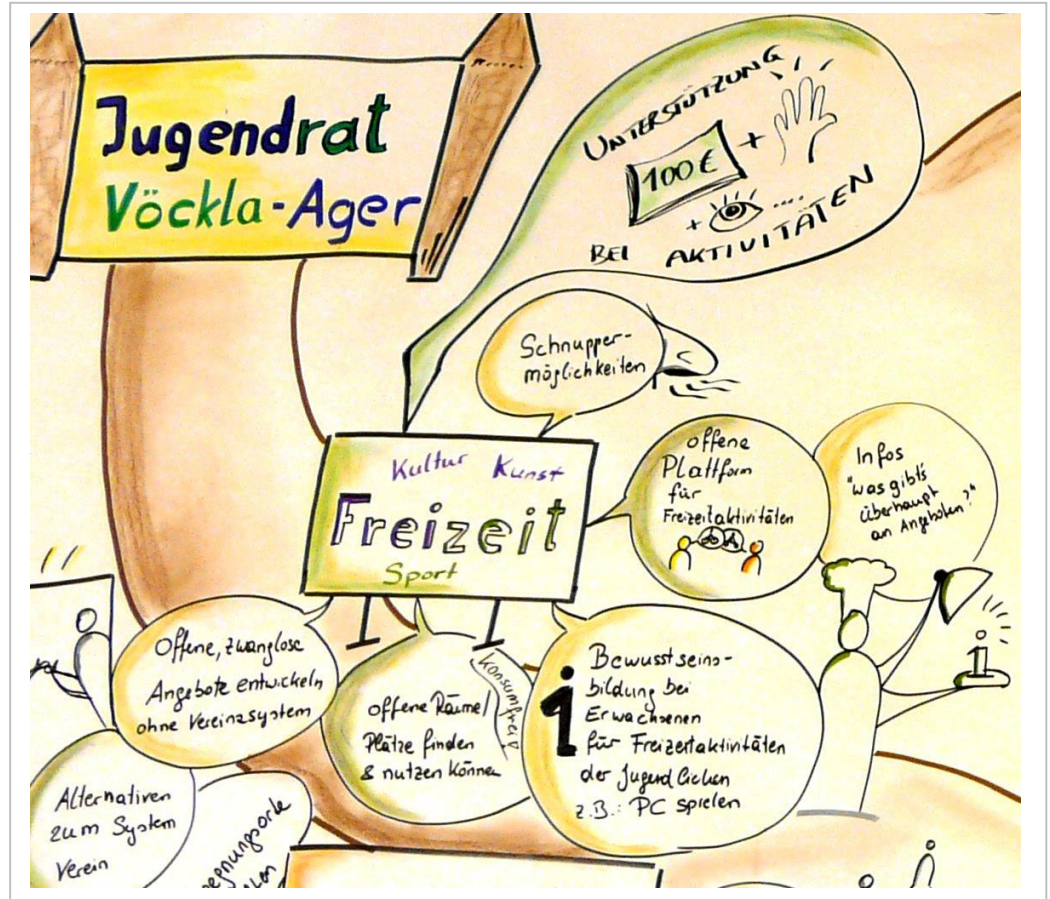 Jugendrat
Vöckla-Ager
UNTERSTÜTZUNG
100€ +
+ ....
BEI AKTIVITÄTEN
Schnupper-
möglichkeiten
Kultur Kunst
Freizeit
Sport
offene
Plattform
für
Freizeitaktivitäten
Infos
"was gibt's
überhaupt
an Angeboten?"
Offene, zwanglose
Angebote entwickeln
ohne Vereinssystem
konsumfrei!
offene Räume/
Plätze finden
& nutzen können
i
Bewusstseins-
bildung bei
Erwachsenen
für Freizeitaktivitäten
der Jugendlichen
z.B.: PC spielen
i
Alternativen
zum System
Verein